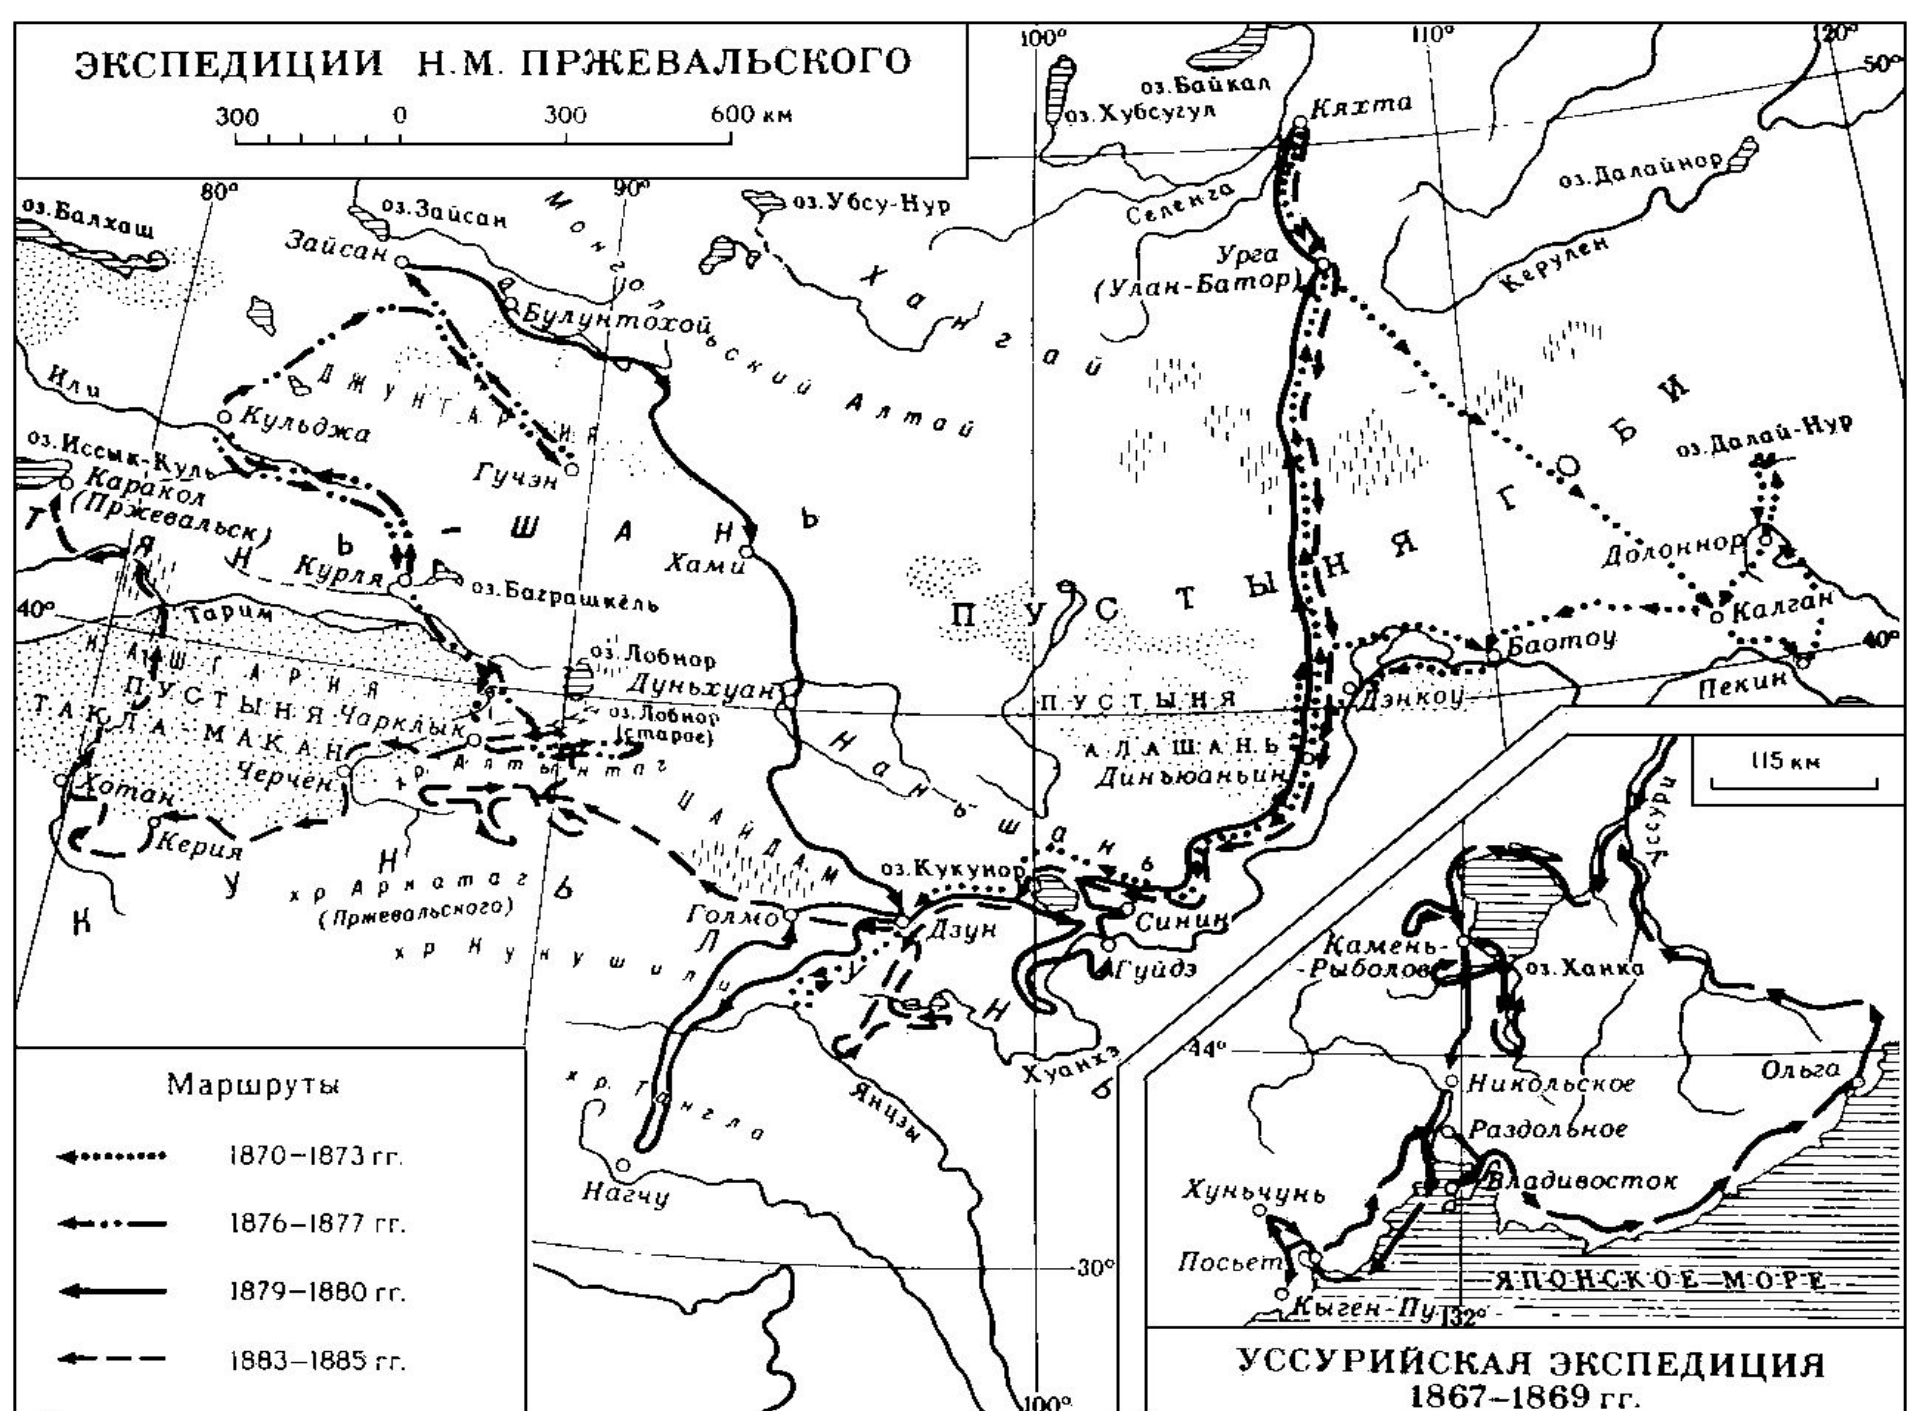 ЭКСПЕДИЦИИ Н.М. ПРЖЕВАЛЬСКОГО
300 0 300 600 км
100°
110°
120°
50°
оз.Байкал
оз.Хубсугул
Кяхта
оз.Далайнор
80°
90°
оз.Балхаш
оз.Зайсан
Зайсан
Монгольский Алтай
оз.Убсу-Нур
Хангай
Селенга
Урга
(Улан-Батор)
Керулен
Булунтохой
ДЖУНГАРИЯ
Или
Кульджа
Гучэн
оз.Иссык-Куль
Каракол
(Пржевальск)
ТЯНЬ-ШАНЬ
Хами
Курля
оз.Баграшкёль
ПУСТЫНЯ ГОБИ
оз.Далай-Нур
Долоннор
Калган
40°
40°
Тарим
КАШГАРИЯ
ПУСТЫНЯ
ТАКЛА-МАКАН
оз.Лобнор
Дуньхуан
оз.Лобнор
(старое)
Чарклык
Черчен
хр. Алтынтаг
Хотан
Керия
ПУСТЫНЯ
АЛАШАНЬ
Динъюаньин
Баотоу
Дэнкоу
Пекин
Наньшань
ЦАЙДАМ
оз.Кукунор
Синин
Гуйдэ
Дзун
Голмо
КУНЬЛУНЬ
хр Аркатаг
(Пржевальского)
хр Кукушили
Хуанхэ
Янцзы
хр. Тангла
Нагчу
30°
100°
Маршруты
1870–1873 гг.
1876–1877 гг.
1879–1880 гг.
1883–1885 гг.
115 км
Уссури
Камень-
-Рыболов
оз.Ханка
44°
Никольское
Ольга
Раздольное
Владивосток
Хуньчунь
Посьет
Кыген-Пу
132°
ЯПОНСКОЕ МОРЕ
УССУРИЙСКАЯ ЭКСПЕДИЦИЯ
1867–1869 гг.